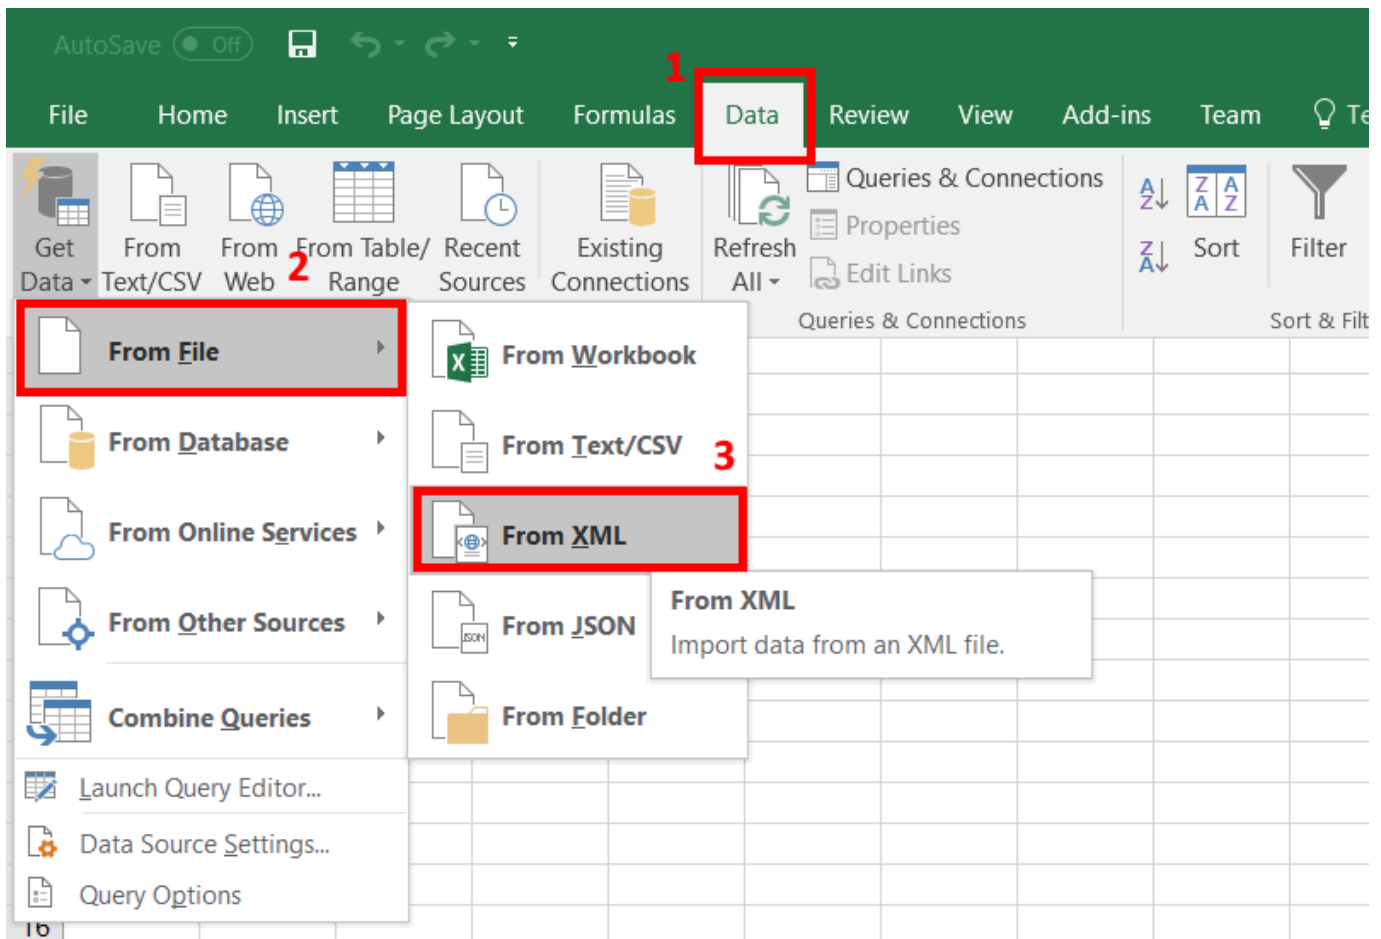 AutoSave Off
1
File Home Insert Page Layout Formulas Data Review View Add-ins Team Te
Get Data From Text/CSV From Web From Table/ Range Recent Sources Existing Connections Refresh All Queries & Connections
Properties
Edit Links
Sort Filter
2
Queries & Connections Sort & Filt
From File
From Database
From Online Services
From Other Sources
Combine Queries
Launch Query Editor...
Data Source Settings...
Query Options
From Workbook
From Text/CSV
3
From XML
From JSON
From Folder
From XML
Import data from an XML file.
16